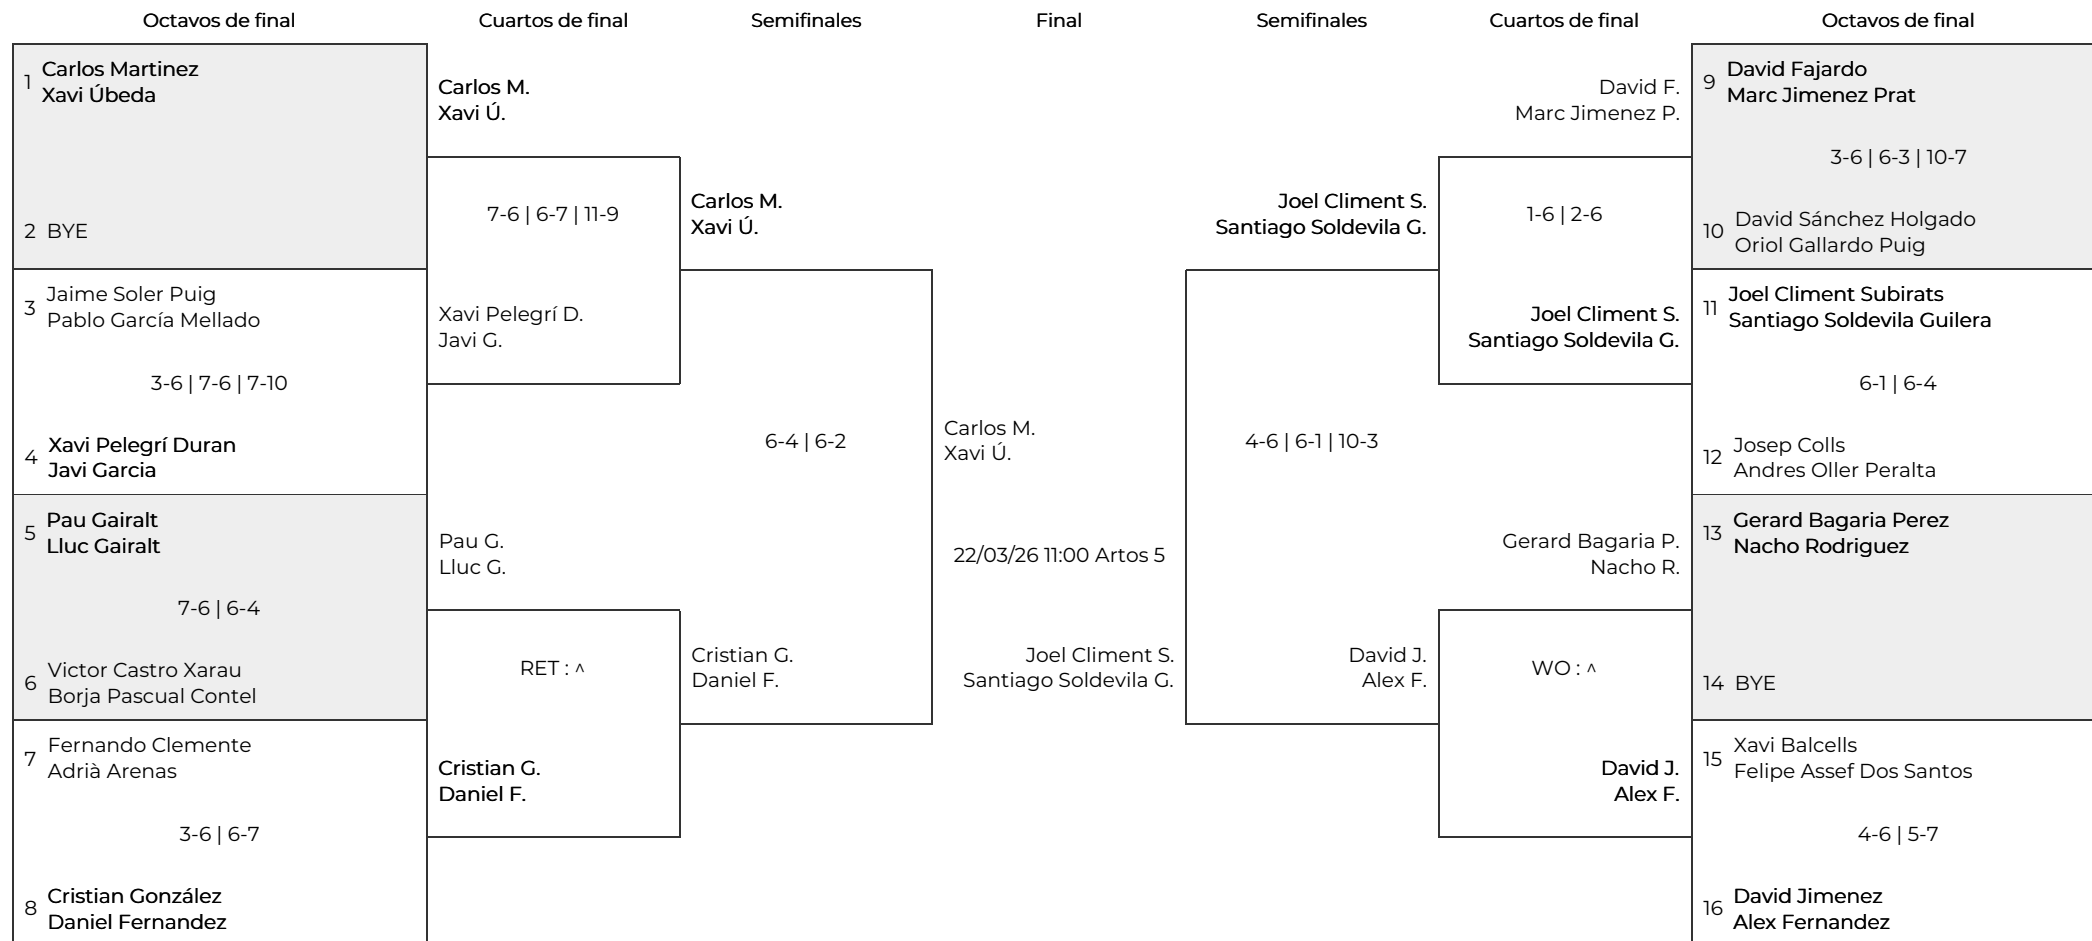 Octavos de final
Cuartos de final
Semifinales
Final
Semifinales
Cuartos de final
Octavos de final
1
Carlos Martinez
Xavi Úbeda
2 BYE
3
Jaime Soler Puig
Pablo García Mellado
3-6 | 7-6 | 7-10
4
Xavi Pelegrí Duran
Javi Garcia
5
Pau Gairalt
Lluc Gairalt
7-6 | 6-4
6
Victor Castro Xarau
Borja Pascual Contel
7
Fernando Clemente
Adrià Arenas
3-6 | 6-7
8
Cristian González
Daniel Fernandez
Carlos M.
Xavi Ú.
7-6 | 6-7 | 11-9
Xavi Pelegrí D.
Javi G.
Pau G.
Lluc G.
RET : ^
Cristian G.
Daniel F.
Carlos M.
Xavi Ú.
6-4 | 6-2
Cristian G.
Daniel F.
Carlos M.
Xavi Ú.
22/03/26 11:00 Artos 5
Joel Climent S.
Santiago Soldevila G.
Joel Climent S.
Santiago Soldevila G.
4-6 | 6-1 | 10-3
David J.
Alex F.
David F.
Marc Jimenez P.
1-6 | 2-6
Joel Climent S.
Santiago Soldevila G.
Gerard Bagaria P.
Nacho R.
WO : ^
David J.
Alex F.
9
David Fajardo
Marc Jimenez Prat
3-6 | 6-3 | 10-7
10
David Sánchez Holgado
Oriol Gallardo Puig
11
Joel Climent Subirats
Santiago Soldevila Guilera
6-1 | 6-4
12
Josep Colls
Andres Oller Peralta
13
Gerard Bagaria Perez
Nacho Rodriguez
14 BYE
15
Xavi Balcells
Felipe Assef Dos Santos
4-6 | 5-7
16
David Jimenez
Alex Fernandez